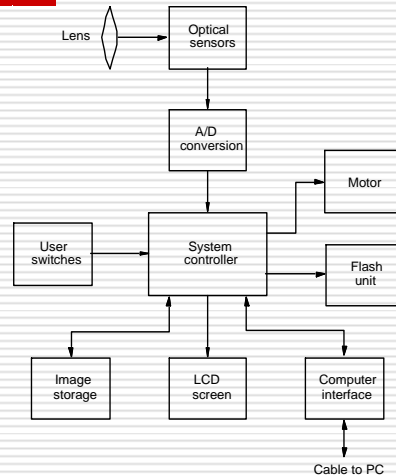 Lens
Optical
sensors
A/D
conversion
Motor
User
switches
System
controller
Flash
unit
Image
storage
LCD
screen
Computer
interface
Cable to PC